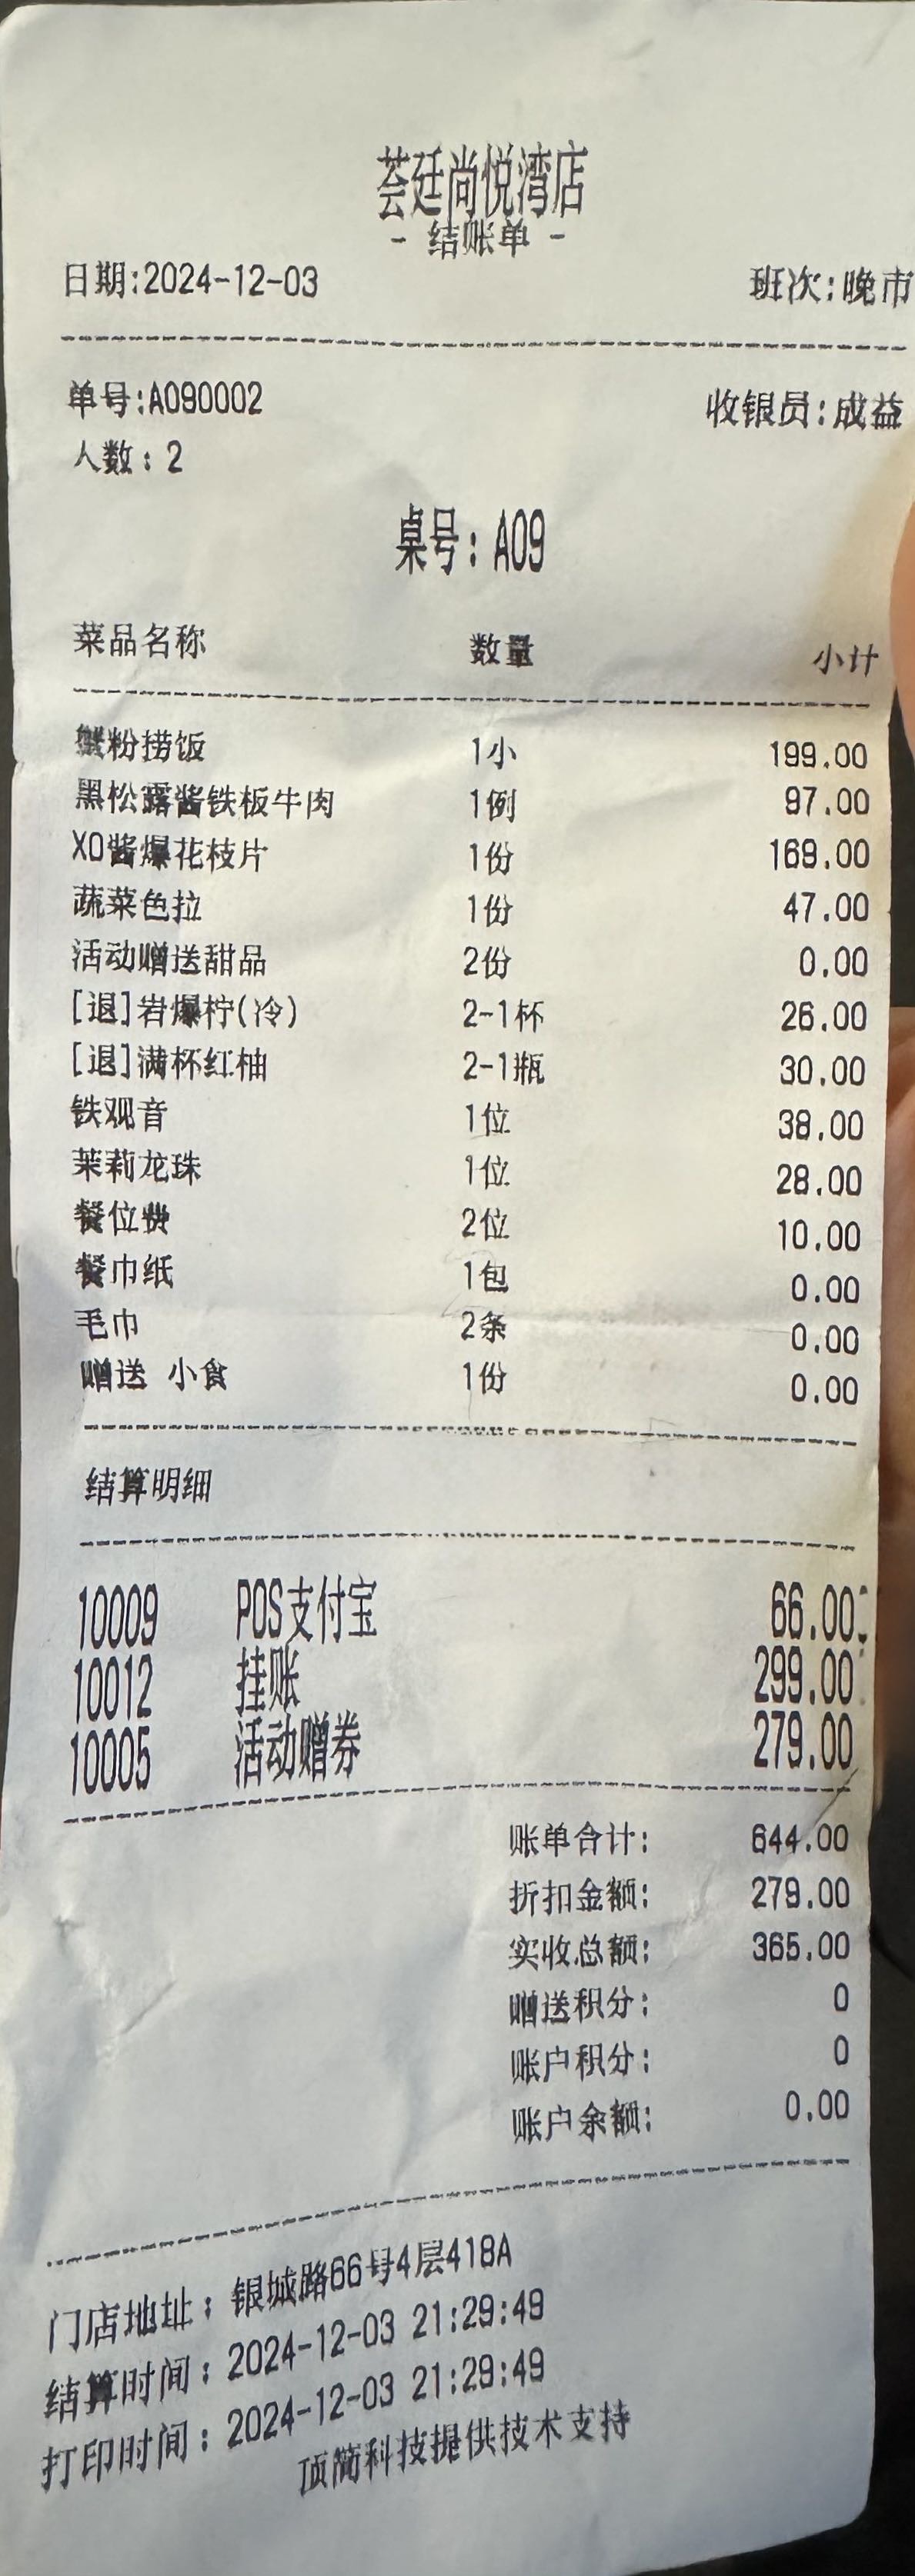 荟廷尚悦湾店
- 结账单 -
日期:2024-12-03 班次:晚市
单号:A090002 收银员:成益
人数:2
桌号:A09
菜品名称 数量 小计
蟹粉捞饭 1小 199.00
黑松露酱铁板牛肉 1例 97.00
XO酱爆花枝片 1份 169.00
蔬菜色拉 1份 47.00
活动赠送甜品 2份 0.00
[退]岩爆柠(冷) 2-1杯 26.00
[退]满杯红柚 2-1瓶 30.00
铁观音 1位 38.00
茉莉龙珠 1位 28.00
餐位费 2位 10.00
餐巾纸 1包 0.00
毛巾 2条 0.00
赠送 小食 1份 0.00
结算明细
10009 POS支付宝 66.00
10012 挂账 299.00
10005 活动赠券 279.00
账单合计: 644.00
折扣金额: 279.00
实收总额: 365.00
赠送积分: 0
账户积分: 0
账户余额: 0.00
门店地址:银城路66号4层418A
结算时间:2024-12-03 21:29:49
打印时间:2024-12-03 21:29:49
顶简科技提供技术支持